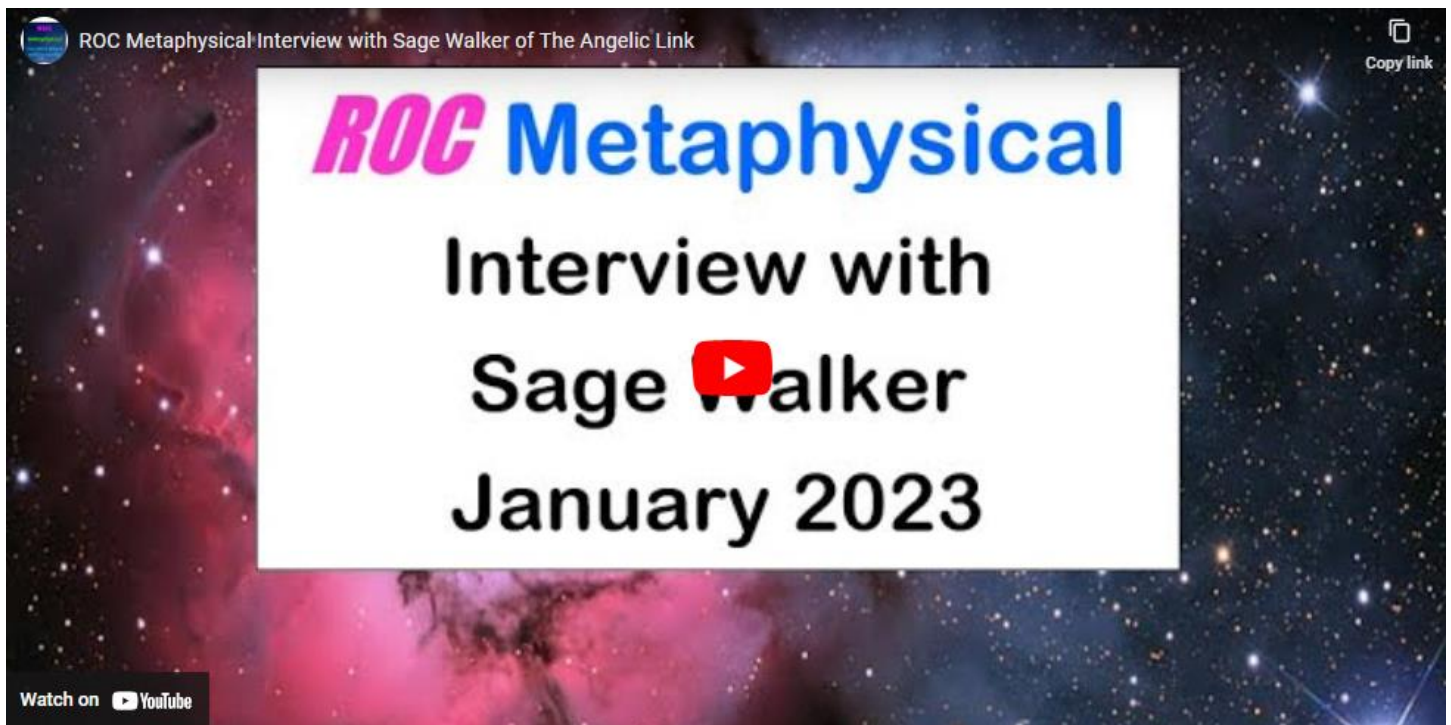 ROC Metaphysical Interview with Sage Walker of The Angelic Link
Copy link
ROC Metaphysical
Interview with
Sage Walker
January 2023
Watch on YouTube